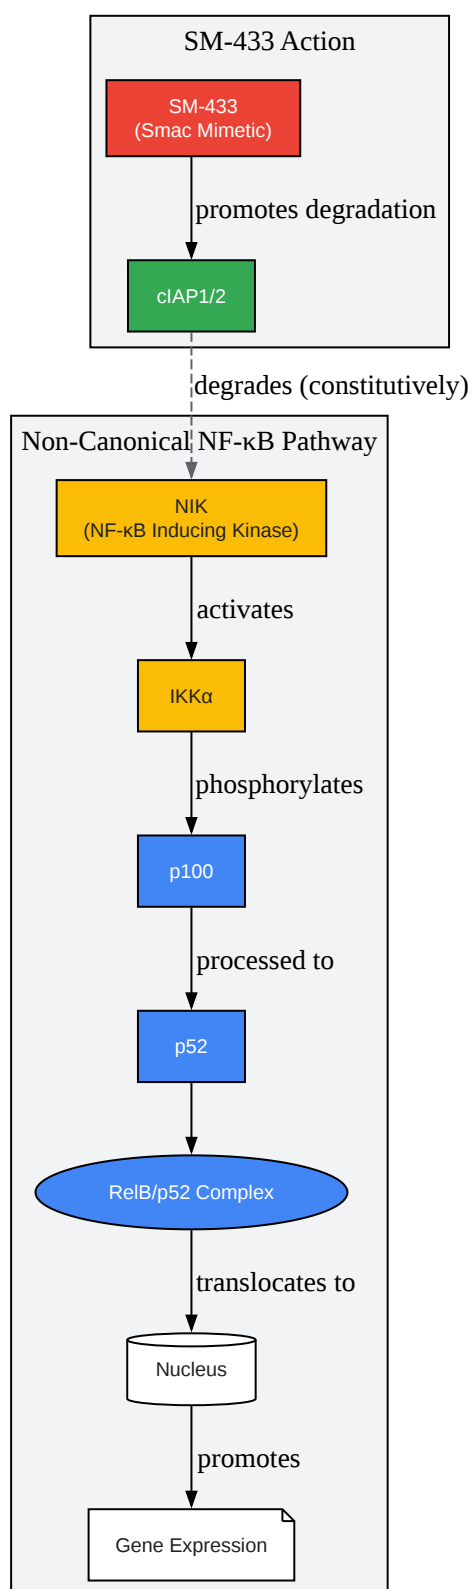 SM-433 Action
SM-433
(Smac Mimetic)
promotes degradation
cIAP1/2
degrades (constitutively)
Non-Canonical NF-κB Pathway
NIK
(NF-κB Inducing Kinase)
activates
IKKα
phosphorylates
p100
processed to
p52
RelB/p52 Complex
translocates to
Nucleus
promotes
Gene Expression